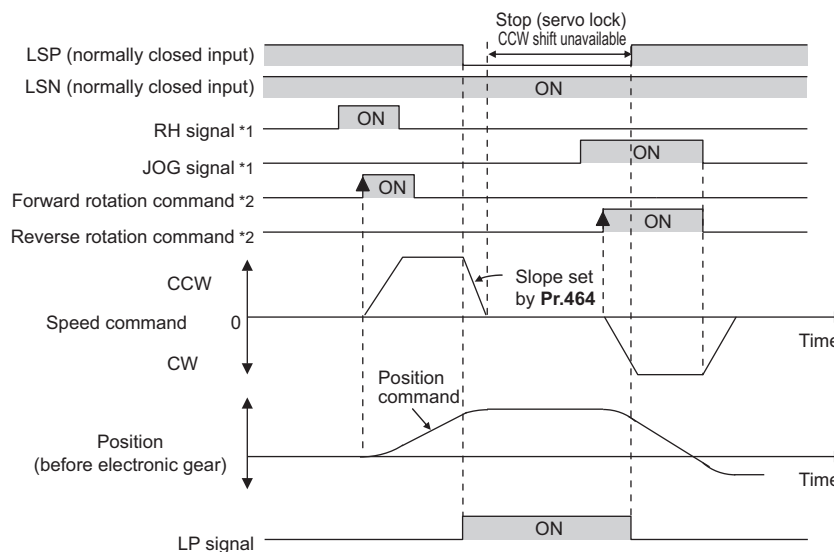 Stop (servo lock)
CCW shift unavailable
LSP (normally closed input)
LSN (normally closed input)
ON
RH signal *1
ON
JOG signal *1
ON
Forward rotation command *2
ON
Reverse rotation command *2
ON
CCW
Slope set
by Pr.464
Speed command
0
Time
CW
Position
command
Position
(before electronic gear)
Time
LP signal
ON